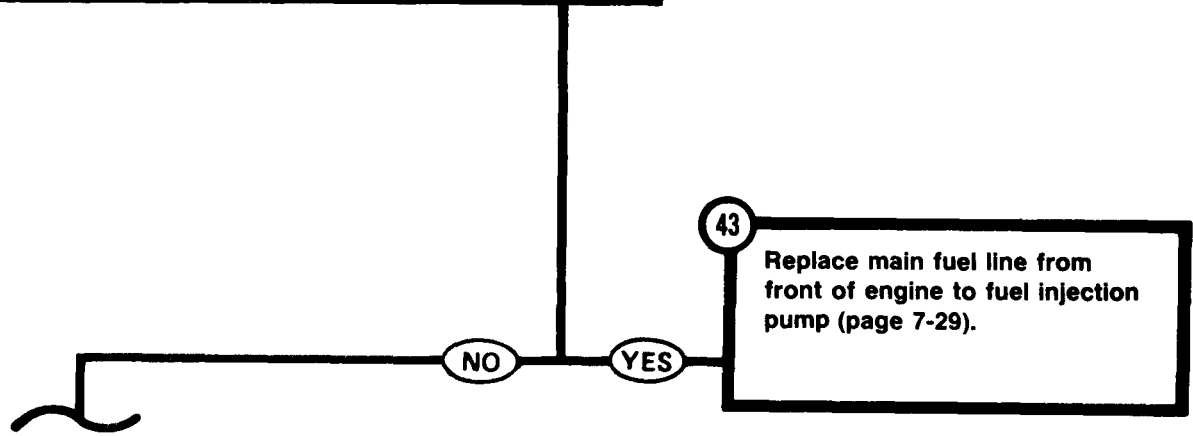 43
Replace main fuel line from
front of engine to fuel injection
pump (page 7-29).
NO YES